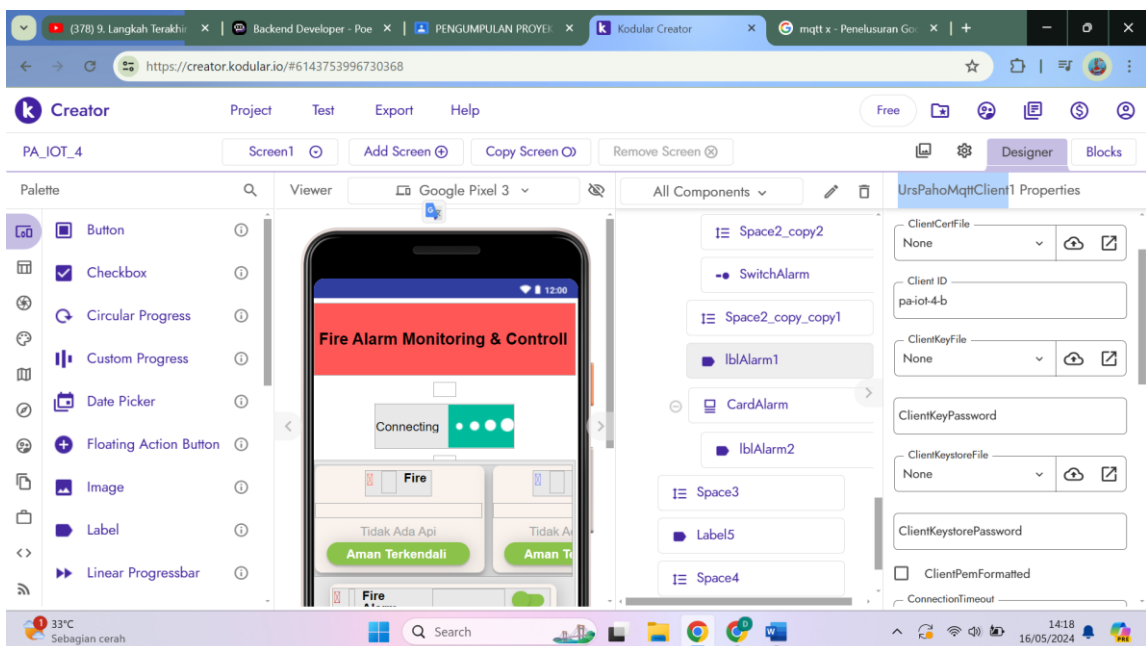 (378) 9. Langkah Terakhir
Backend Developer - Poe
PENGUMPULAN PROYEK
Kodular Creator
mqtt x - Penelusuran Goo
https://creator.kodular.io/#6143753996730368
Creator
Project
Test
Export
Help
Free
PA_IOT_4
Screen1
Add Screen
Copy Screen
Remove Screen
Designer
Blocks
Palette
Viewer
Google Pixel 3
All Components
UrsPahoMqttClient1 Properties
Button
Checkbox
Circular Progress
Custom Progress
Date Picker
Floating Action Button
Image
Label
Linear Progressbar
12:00
Fire Alarm Monitoring & Controll
Connecting
Fire
Tidak Ada Api
Tidak A
Aman Terkendali
Aman Te
Fire
Space2_copy2
SwitchAlarm
Space2_copy_copy1
lblAlarm1
CardAlarm
lblAlarm2
Space3
Label5
Space4
ClientCertFile
None
Client ID
pa-iot-4-b
ClientKeyFile
None
ClientKeyPassword
ClientKeystoreFile
None
ClientKeystorePassword
ClientPemFormatted
ConnectionTimeout
1
33°C
Sebagian cerah
Search
14:18
16/05/2024
PRE